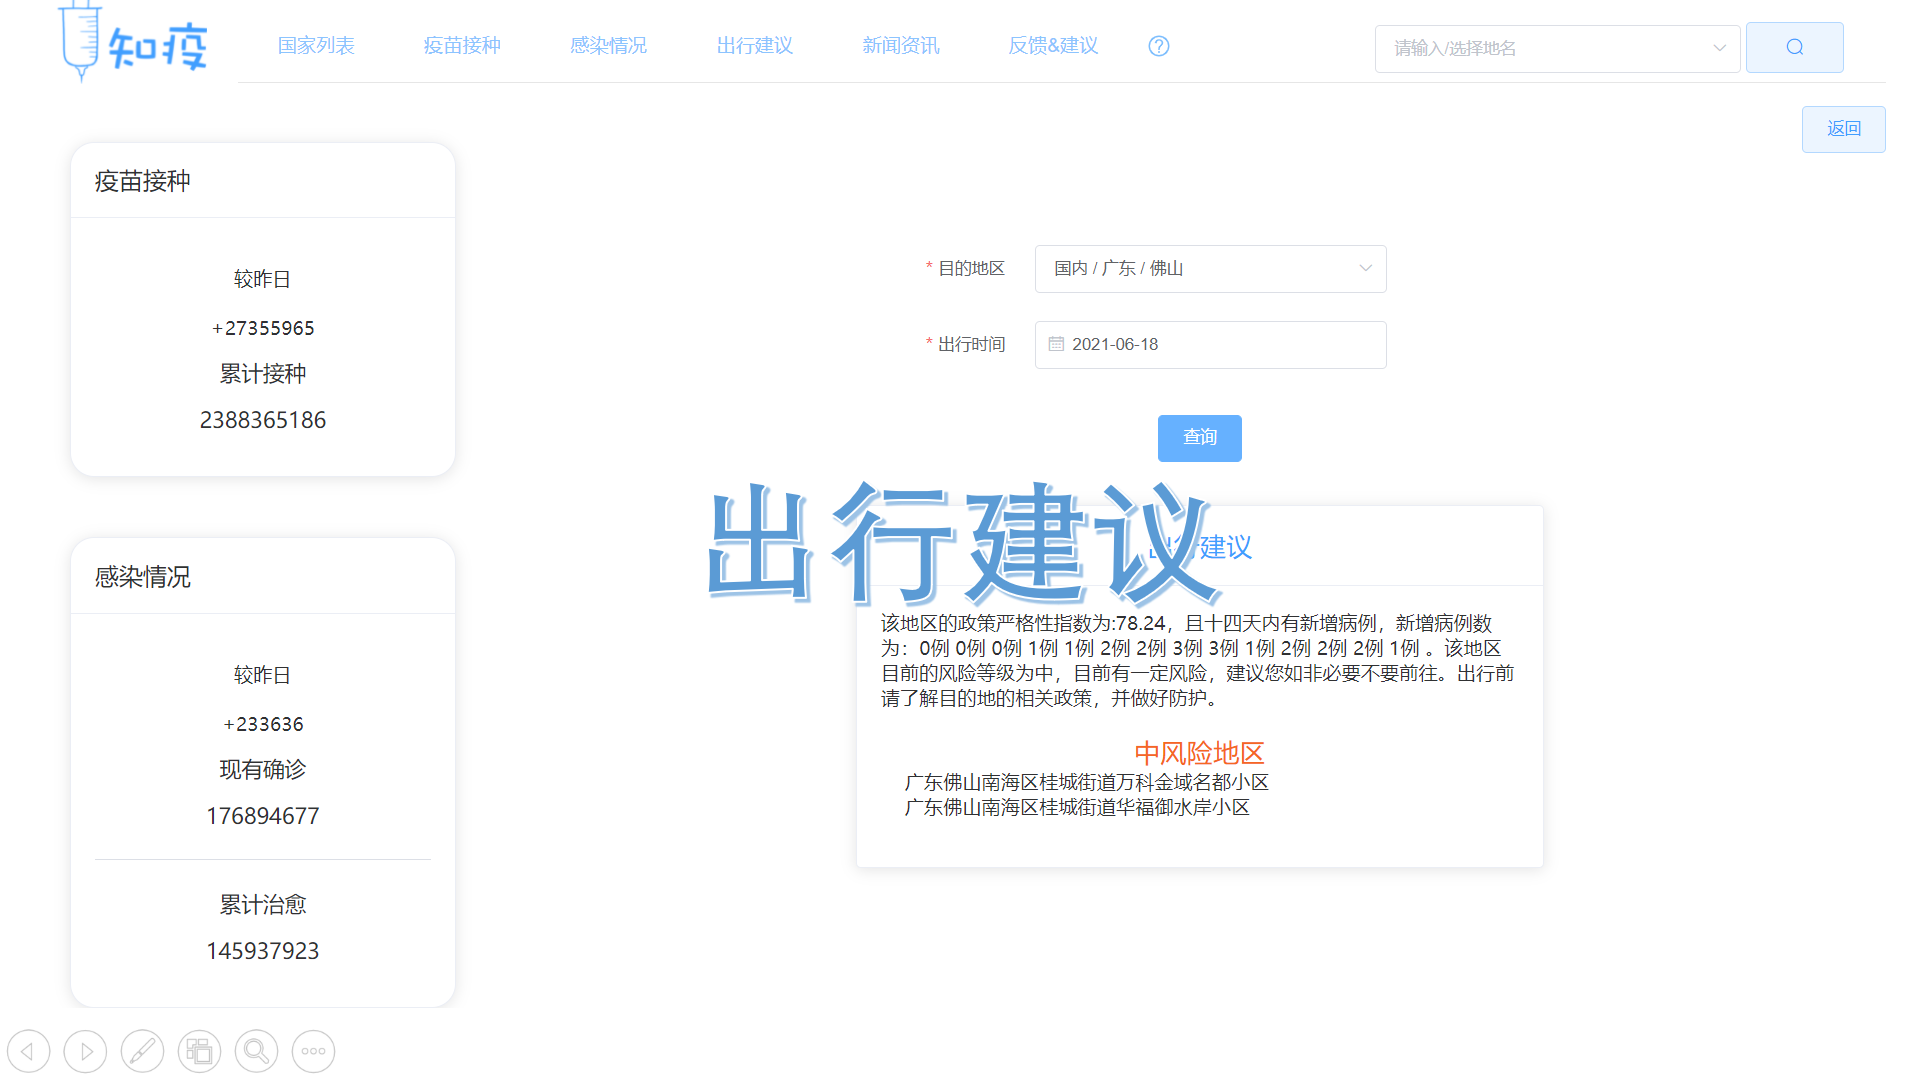 知疫
国家列表 疫苗接种 感染情况 出行建议 新闻资讯 反馈&建议
请输入/选择地名
返回
疫苗接种
较昨日
+27355965
累计接种
2388365186
感染情况
较昨日
+233636
现有确诊
176894677
累计治愈
145937923
* 目的地区 国内 / 广东 / 佛山
* 出行时间 2021-06-18
查询
出行建议
出行建议
该地区的政策严格性指数为:78.24，且十四天内有新增病例，新增病例数
为：0例 0例 0例 1例 1例 2例 2例 3例 3例 1例 2例 2例 2例 1例 。该地区
目前的风险等级为中，目前有一定风险，建议您如非必要不要前往。出行前
请了解目的地的相关政策，并做好防护。
中风险地区
广东佛山南海区桂城街道万科金域名都小区
广东佛山南海区桂城街道华福御水岸小区